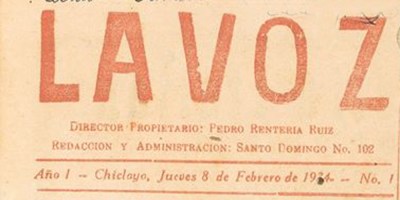 LA VOZ
DIRECTOR PROPIETARIO: PEDRO RENTERIA RUIZ
REDACCION Y ADMINISTRACION: SANTO DOMINGO No. 102
Año I – Chiclayo, Jueves 8 de Febrero de 1934 – No. 1